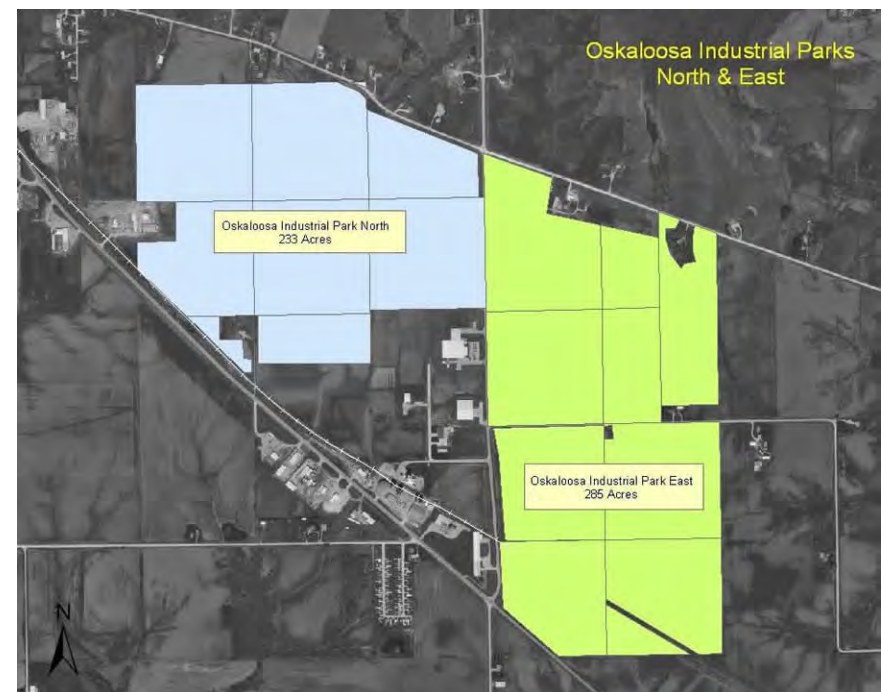 Oskaloosa Industrial Parks
North & East
Oskaloosa Industrial Park North
233 Acres
Oskaloosa Industrial Park East
285 Acres
N